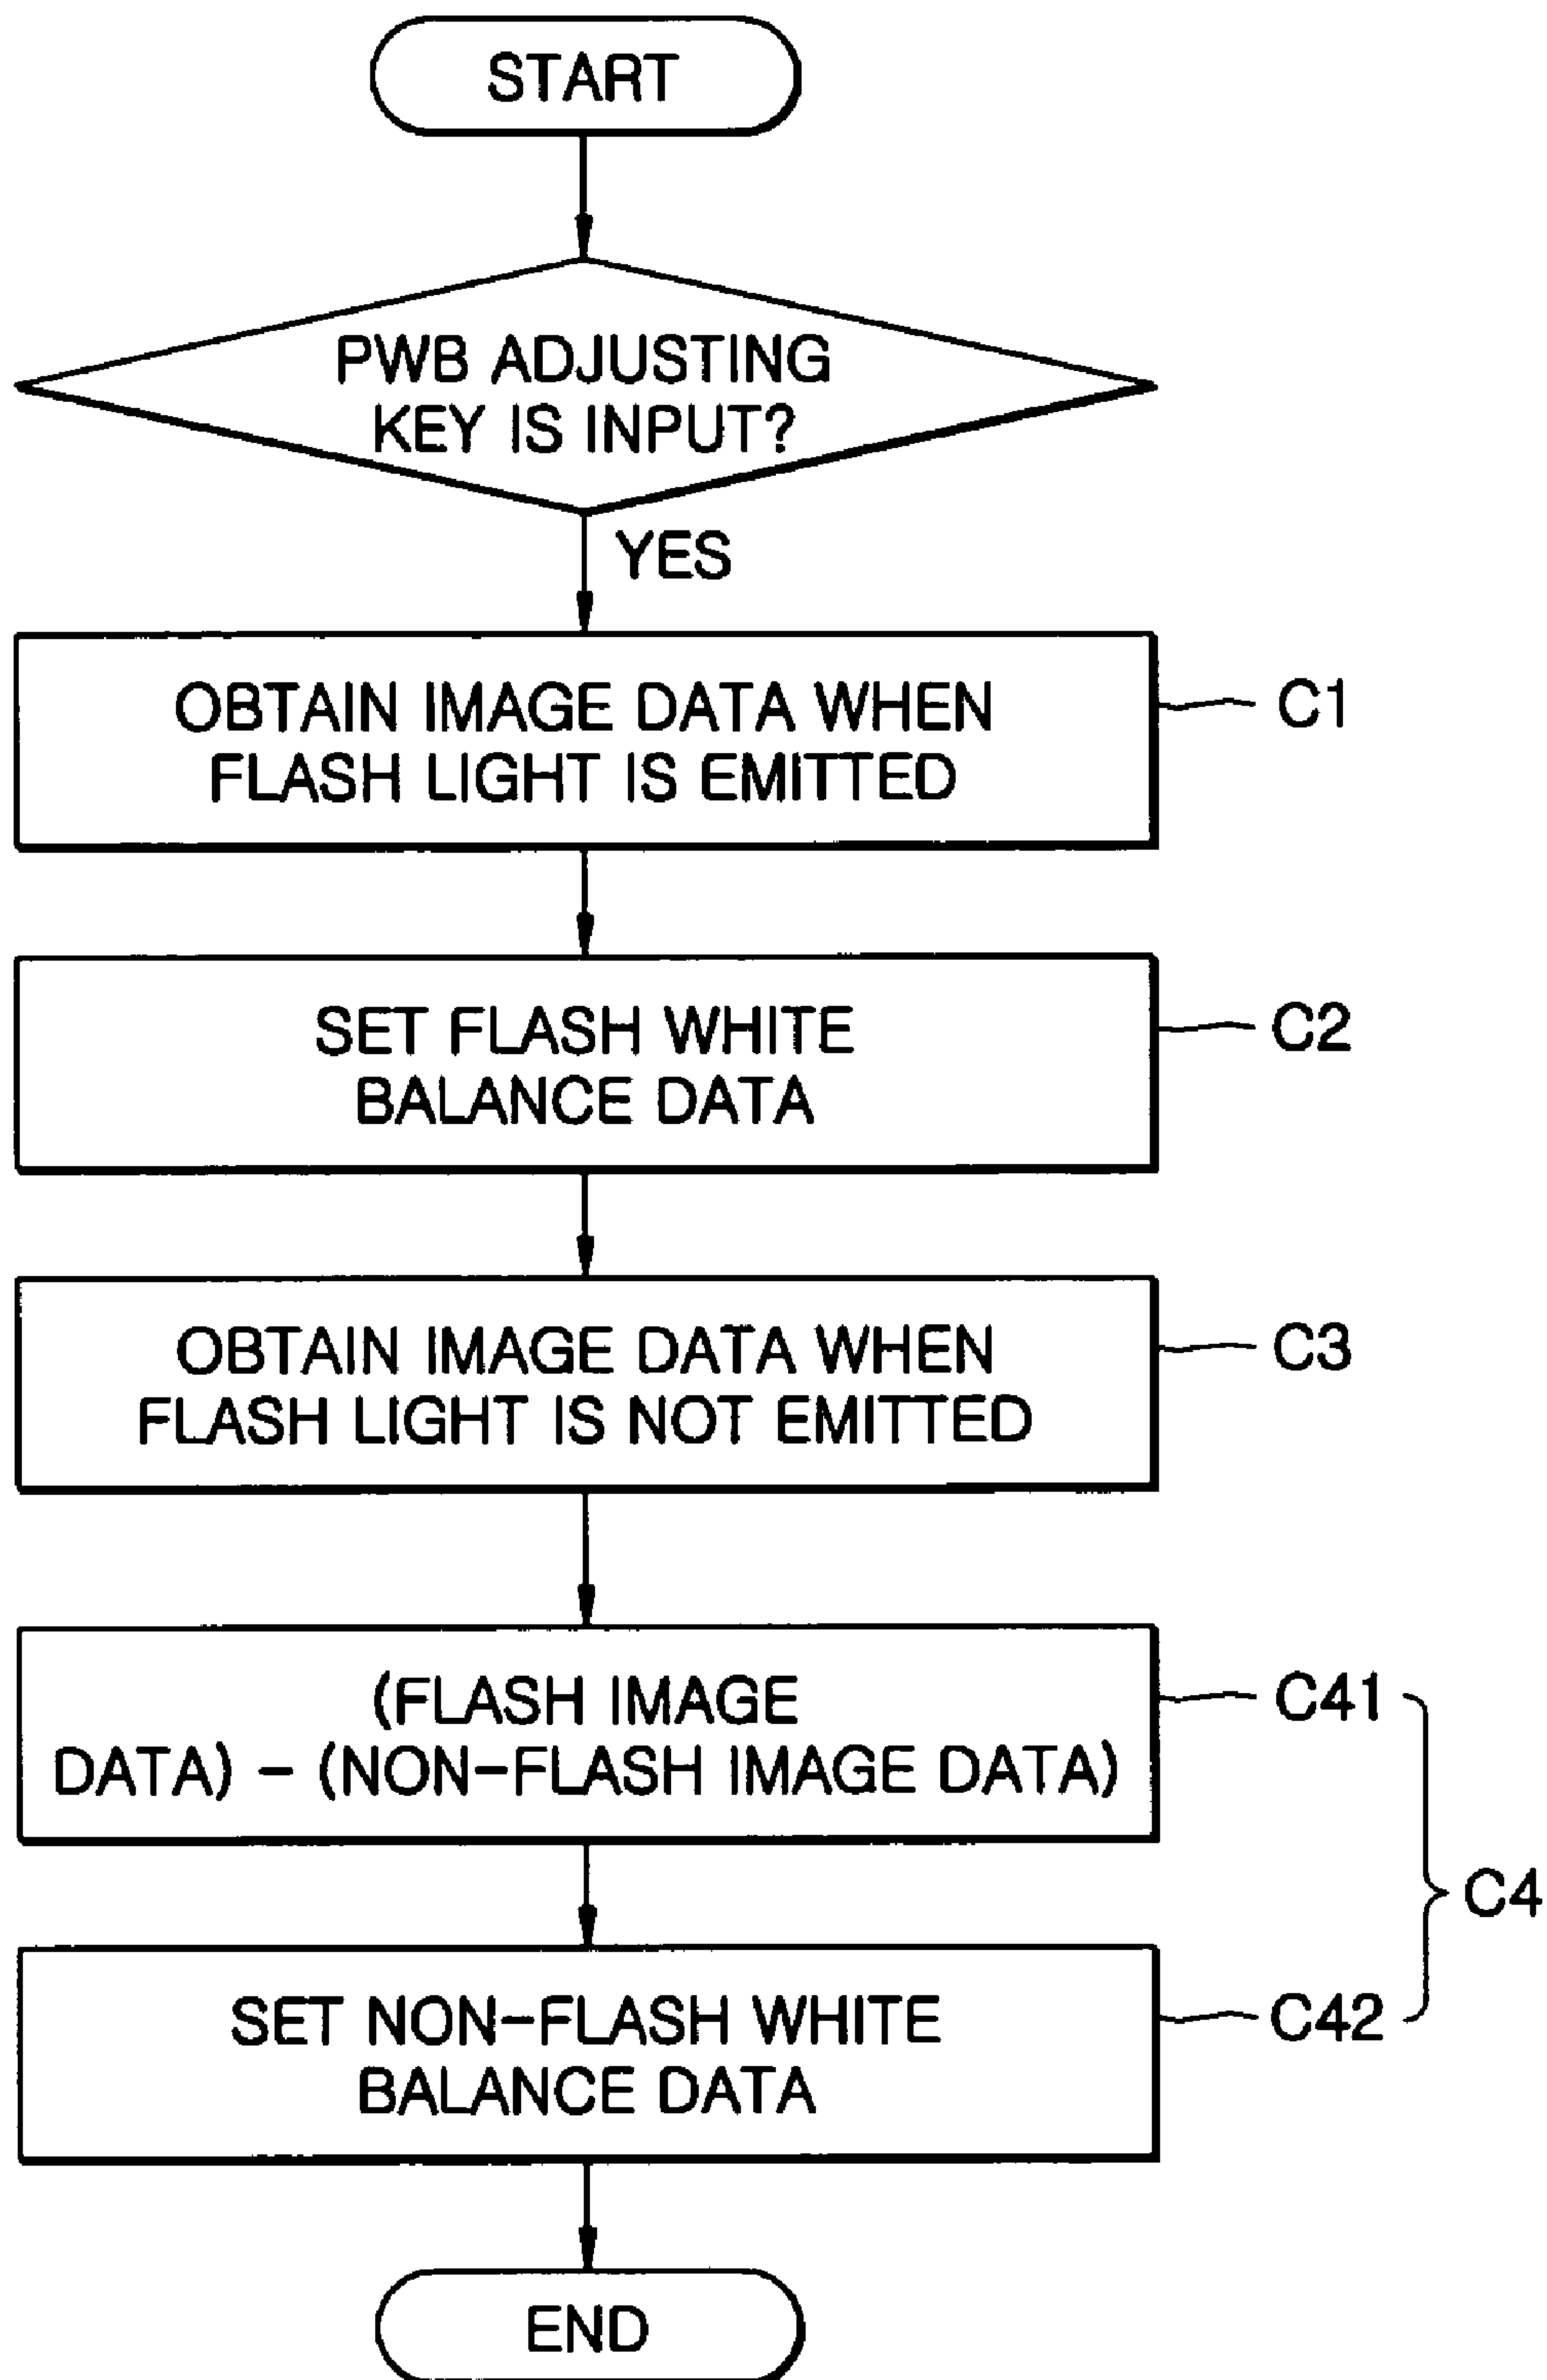 START
PWB ADJUSTING
KEY IS INPUT?
YES
OBTAIN IMAGE DATA WHEN
FLASH LIGHT IS EMITTED
C1
SET FLASH WHITE
BALANCE DATA
C2
OBTAIN IMAGE DATA WHEN
FLASH LIGHT IS NOT EMITTED
C3
(FLASH IMAGE
DATA) - (NON-FLASH IMAGE DATA)
C41
C4
SET NON-FLASH WHITE
BALANCE DATA
C42
END